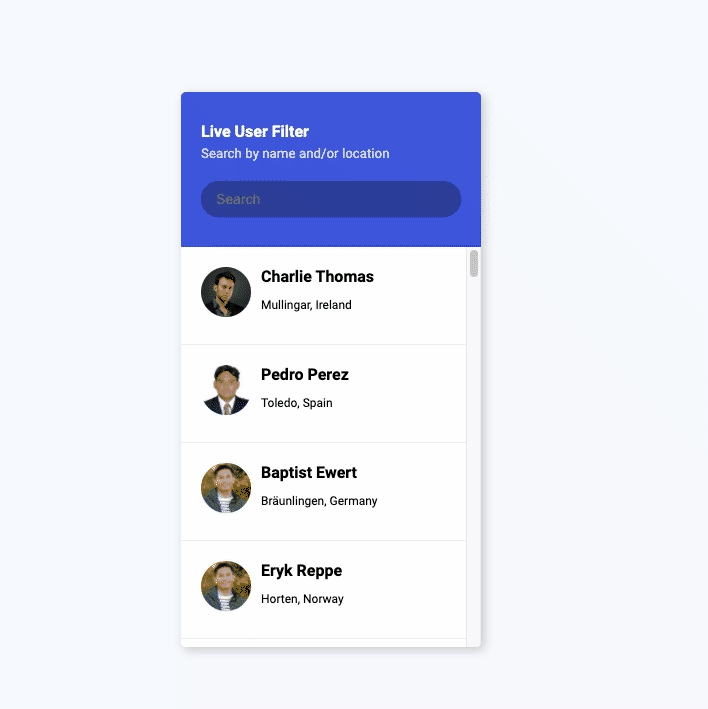 Live User Filter
Search by name and/or location
Search
Charlie Thomas
Mullingar, Ireland
Pedro Perez
Toledo, Spain
Baptist Ewert
Bräunlingen, Germany
Eryk Reppe
Horten, Norway